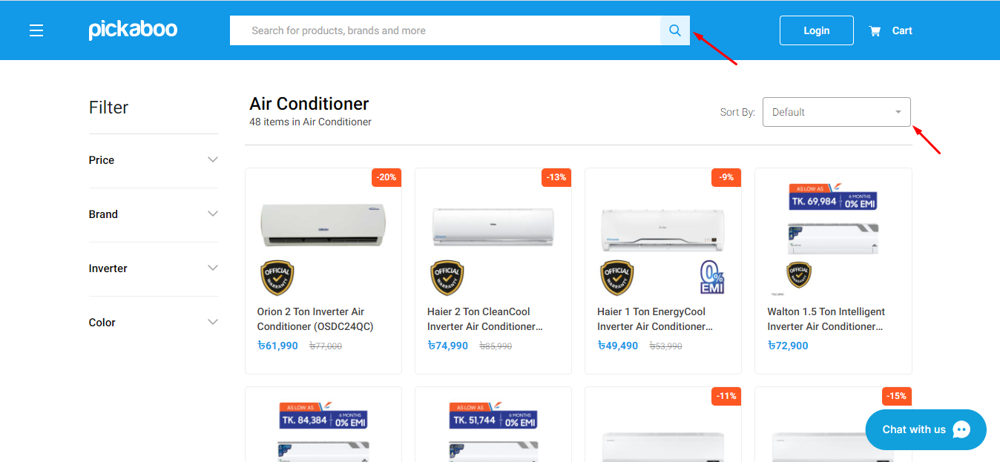 pickaboo
Search for products, brands and more
Login
Cart
Filter
Price
Brand
Inverter
Color
Air Conditioner
48 items in Air Conditioner
Sort By:
Default
-20%
ORION
OFFICIAL
WARRANTY
Orion 2 Ton Inverter Air
Conditioner (OSDC24QC)
৳61,990 ৳77,000
-13%
Haier
OFFICIAL
WARRANTY
Haier 2 Ton CleanCool
Inverter Air Conditioner...
৳74,990 ৳85,990
-9%
OFFICIAL
WARRANTY
0%
EMI
Haier 1 Ton EnergyCool
Inverter Air Conditioner...
৳49,490 ৳53,990
AS LOW AS
TK. 69,984
6 MONTHS
0% EMI
OFFICIAL
WARRANTY
Walton 1.5 Ton Intelligent
Inverter Air Conditioner...
৳72,900
AS LOW AS
TK. 84,384
6 MONTHS
0% EMI
AS LOW AS
TK. 51,744
6 MONTHS
0% EMI
-11%
-15%
Chat with us